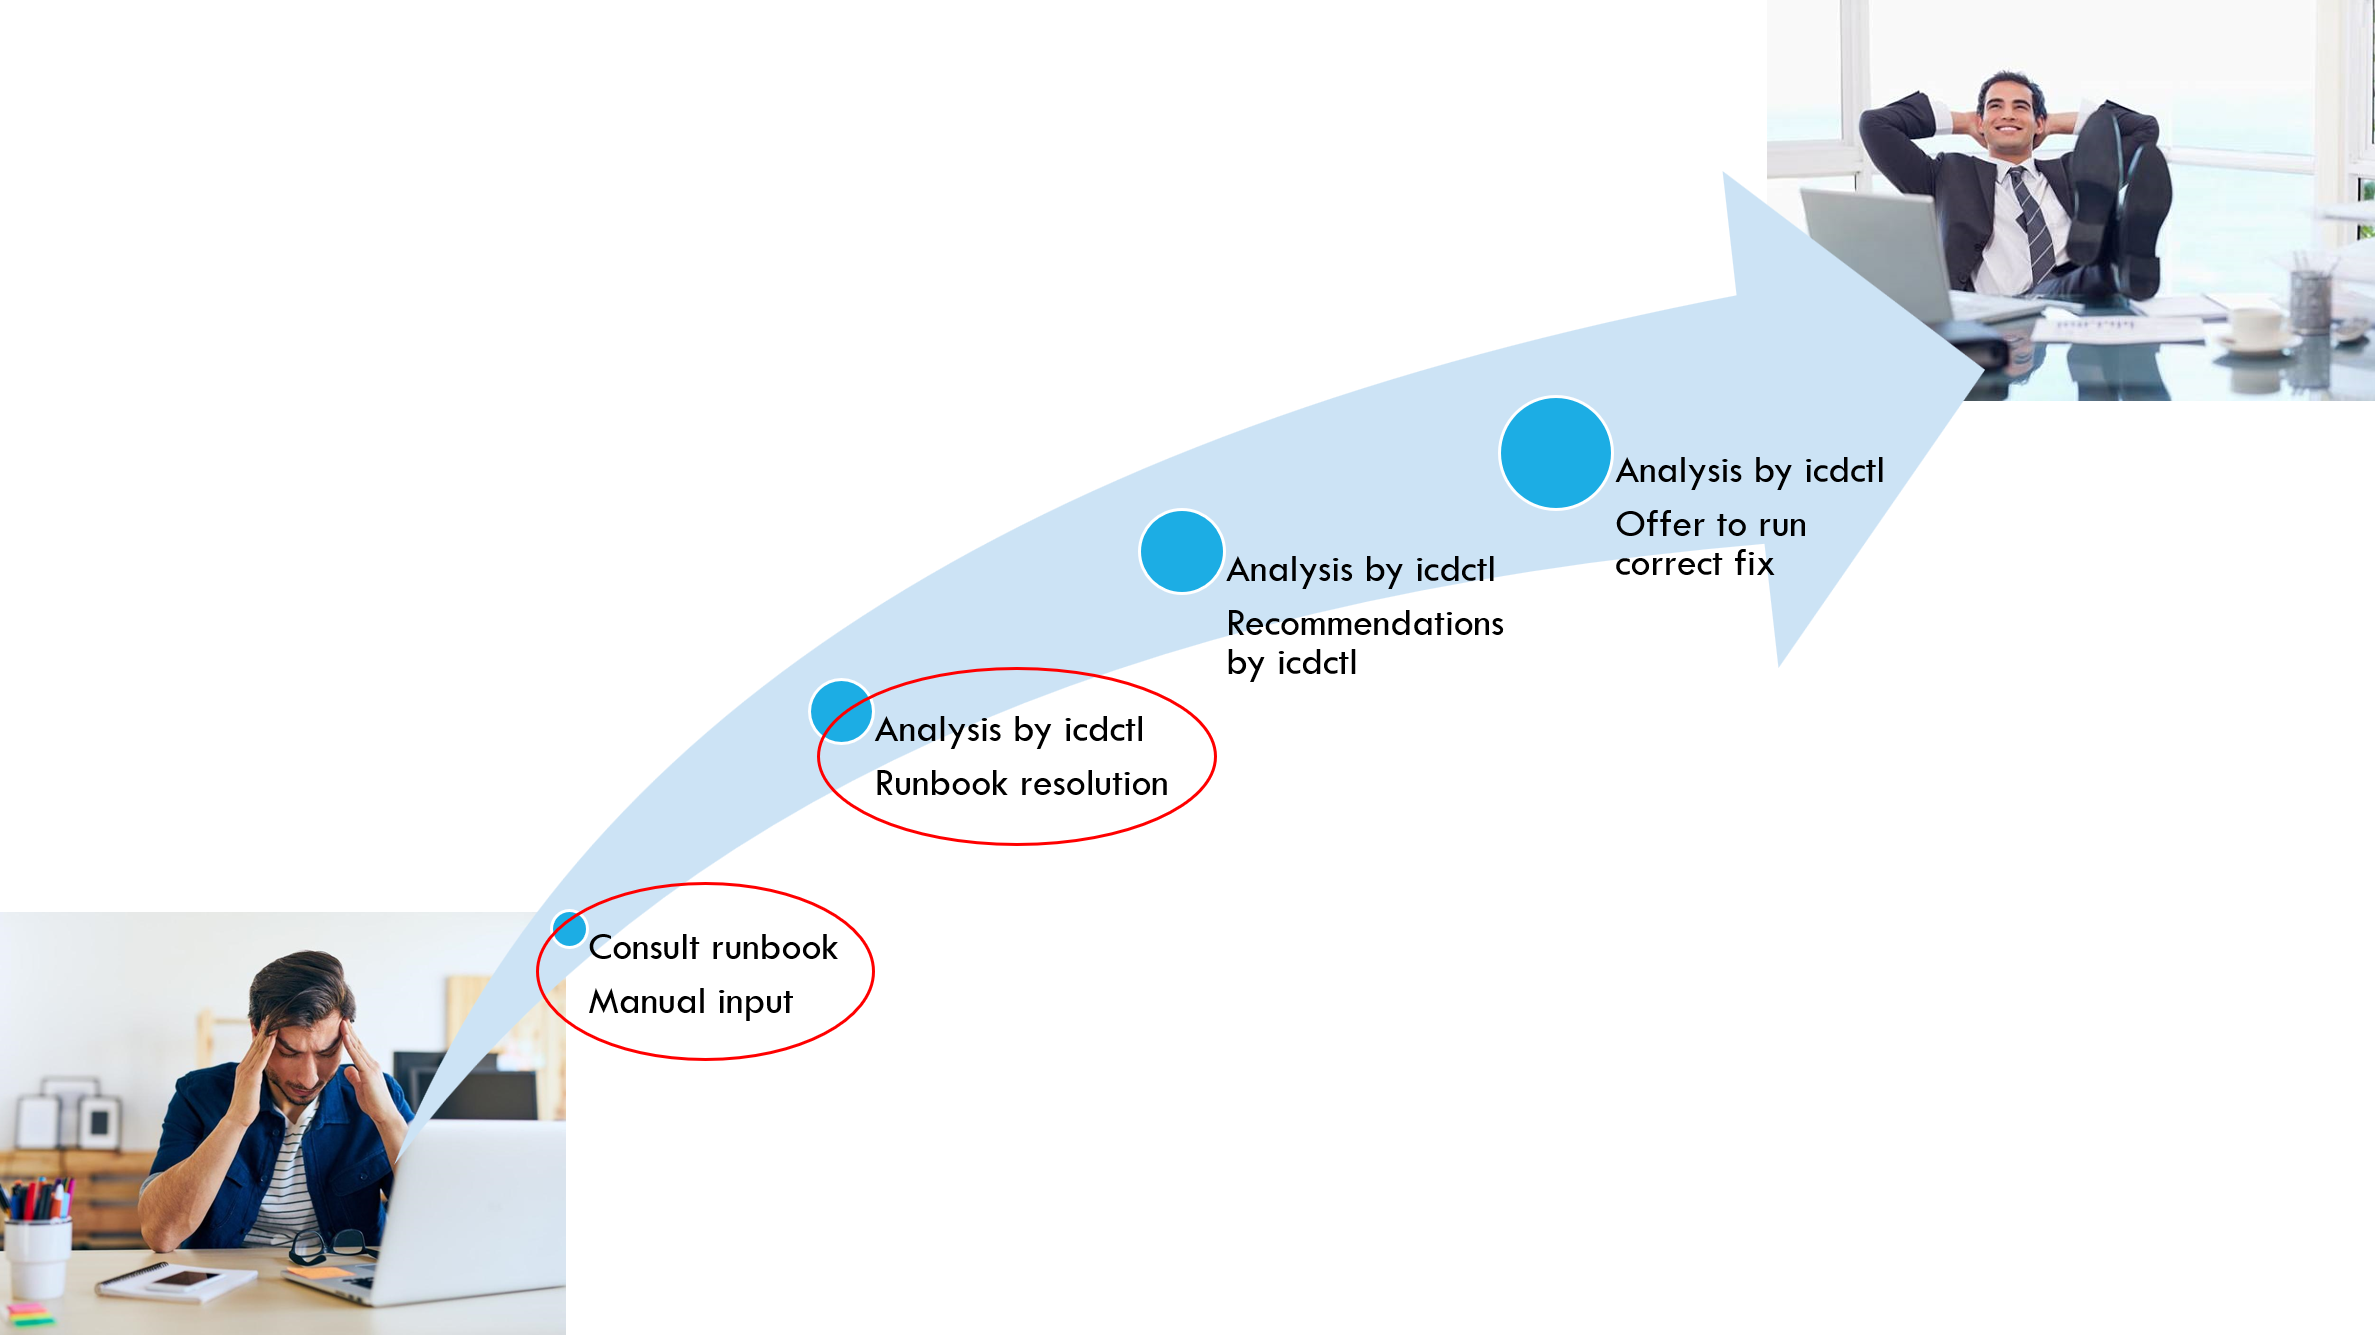 Analysis by icdctl
Offer to run
correct fix
Analysis by icdctl
Recommendations
by icdctl
Analysis by icdctl
Runbook resolution
Consult runbook
Manual input